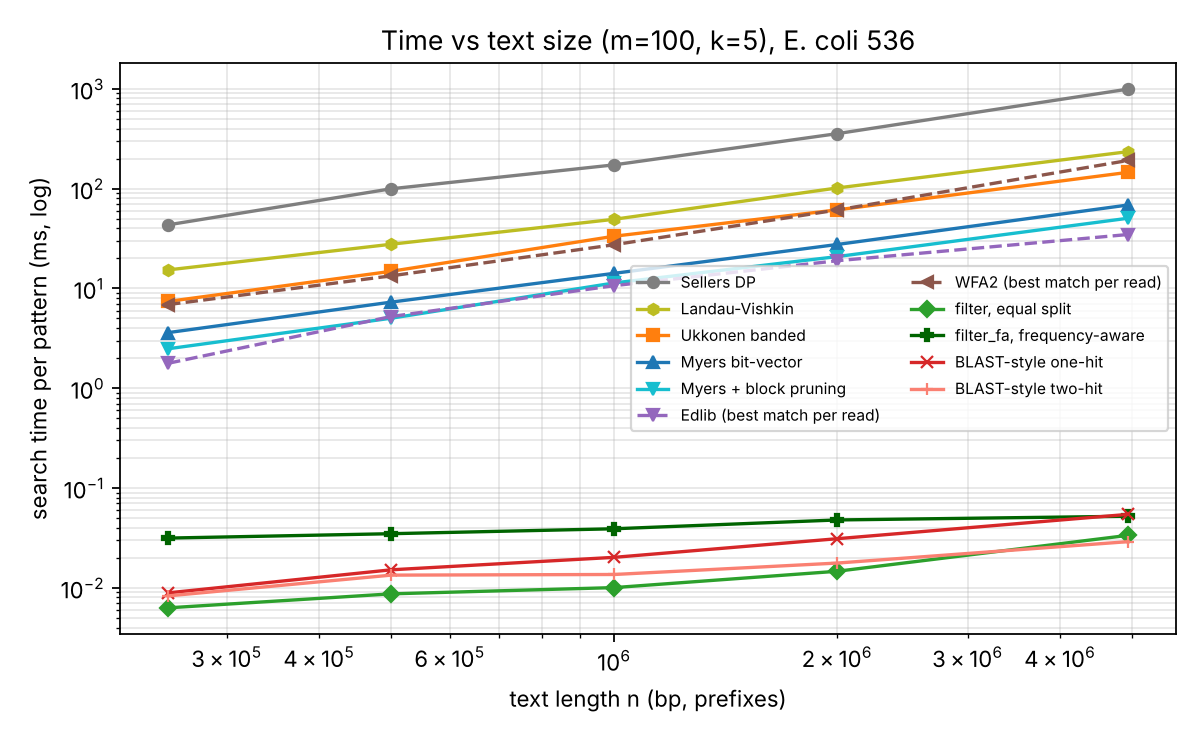 Time vs text size (m=100, k=5), E. coli 536
search time per pattern (ms, log)
10³
10²
10¹
10⁰
10⁻¹
10⁻²
Sellers DP
Landau-Vishkin
Ukkonen banded
Myers bit-vector
Myers + block pruning
Edlib (best match per read)
WFA2 (best match per read)
filter, equal split
filter_fa, frequency-aware
BLAST-style one-hit
BLAST-style two-hit
3 × 10⁵ 4 × 10⁵ 6 × 10⁵ 10⁶ 2 × 10⁶ 3 × 10⁶ 4 × 10⁶
text length n (bp, prefixes)